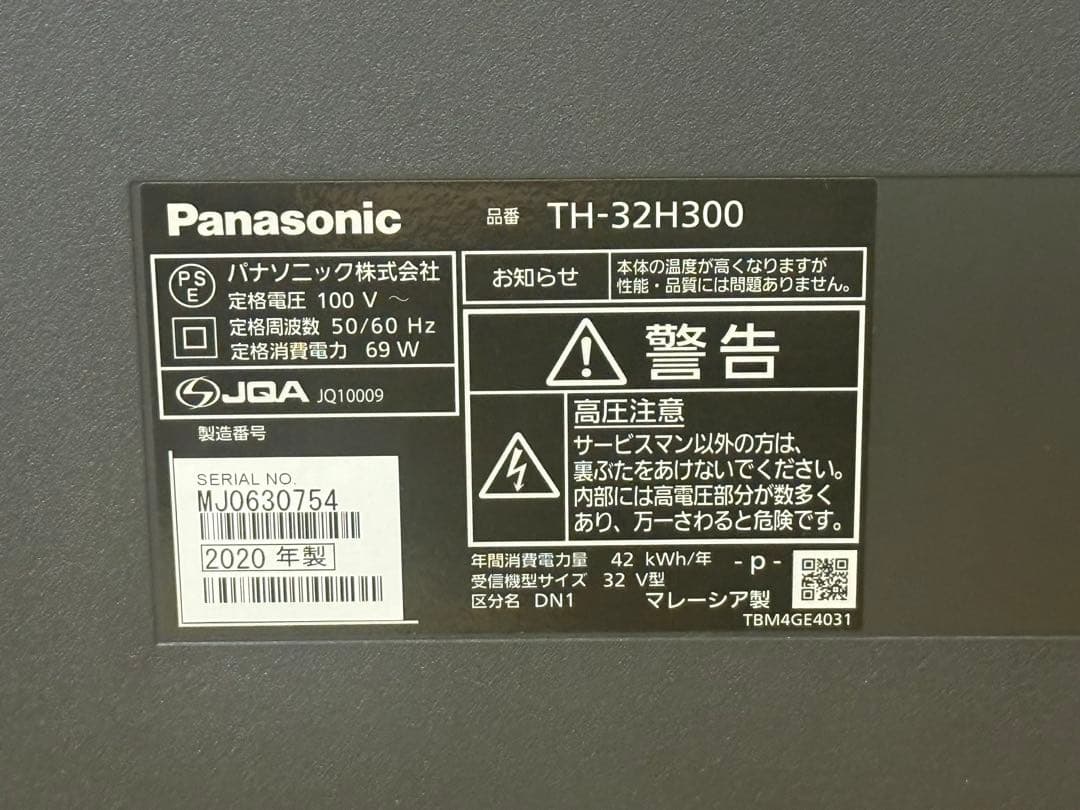 Panasonic
品番 TH-32H300
PS
E
パナソニック株式会社
定格電圧 100 V ～
定格周波数 50/60 Hz
定格消費電力 69 W
JQA JQ10009
製造番号
SERIAL NO.
MJ0630754
2020 年製
お知らせ
本体の温度が高くなりますが
性能・品質には問題ありません。
警告
高圧注意
サービスマン以外の方は、
裏ぶたをあけないでください。
内部には高電圧部分が数多く
あり、万一さわると危険です。
年間消費電力量 42 kWh/年 - p -
受信機型サイズ 32 V型
区分名 DN1 マレーシア製
TBM4GE4031